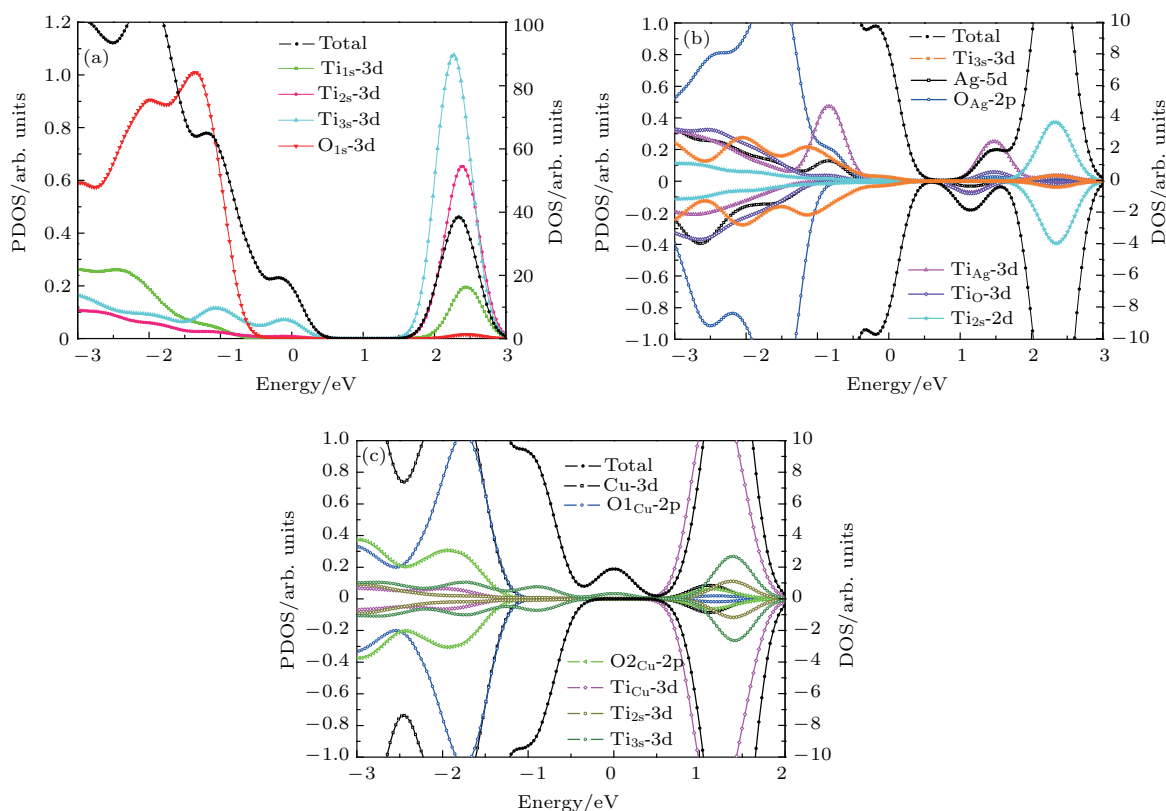 (a)
PDOS/arb. units
1.2
1.0
0.8
0.6
0.4
0.2
0
100
80
60
40
20
0
DOS/arb. units
Total
Ti1s-3d
Ti2s-3d
Ti3s-3d
O1s-3d
−3
−2
−1
0
1
2
3
Energy/eV
(b)
PDOS/arb. units
1.0
0.8
0.6
0.4
0.2
0
−0.2
−0.4
−0.6
−0.8
−1.0
10
8
6
4
2
0
−2
−4
−6
−8
−10
DOS/arb. units
Total
Ti3s-3d
Ag-5d
OAg-2p
TiAg-3d
TiO-3d
Ti2s-2d
−3
−2
−1
0
1
2
3
Energy/eV
(c)
PDOS/arb. units
1.0
0.8
0.6
0.4
0.2
0
−0.2
−0.4
−0.6
−0.8
−1.0
10
8
6
4
2
0
−2
−4
−6
−8
−10
DOS/arb. units
Total
Cu-3d
O1Cu-2p
O2Cu-2p
TiCu-3d
Ti2s-3d
Ti3s-3d
−3
−2
−1
0
1
2
Energy/eV